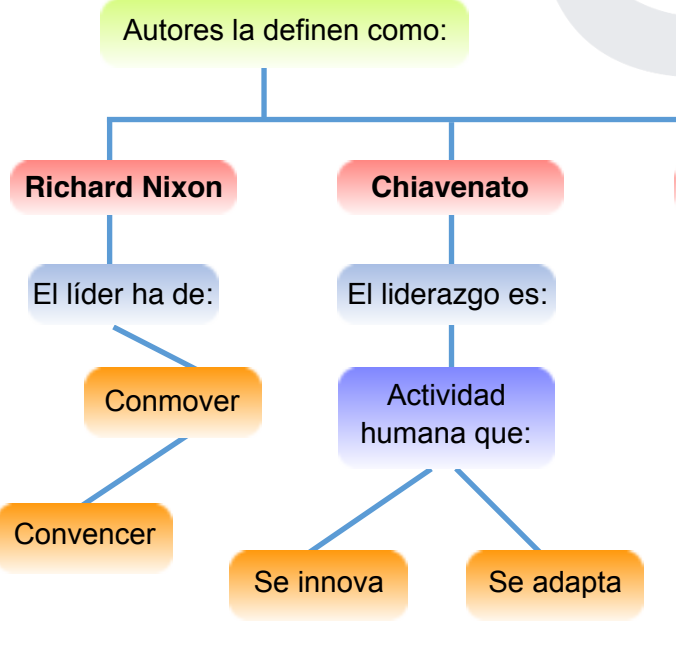 Autores la definen como:
Richard Nixon
Chiavenato
El líder ha de:
El liderazgo es:
Conmover
Actividad
humana que:
Convencer
Se innova
Se adapta